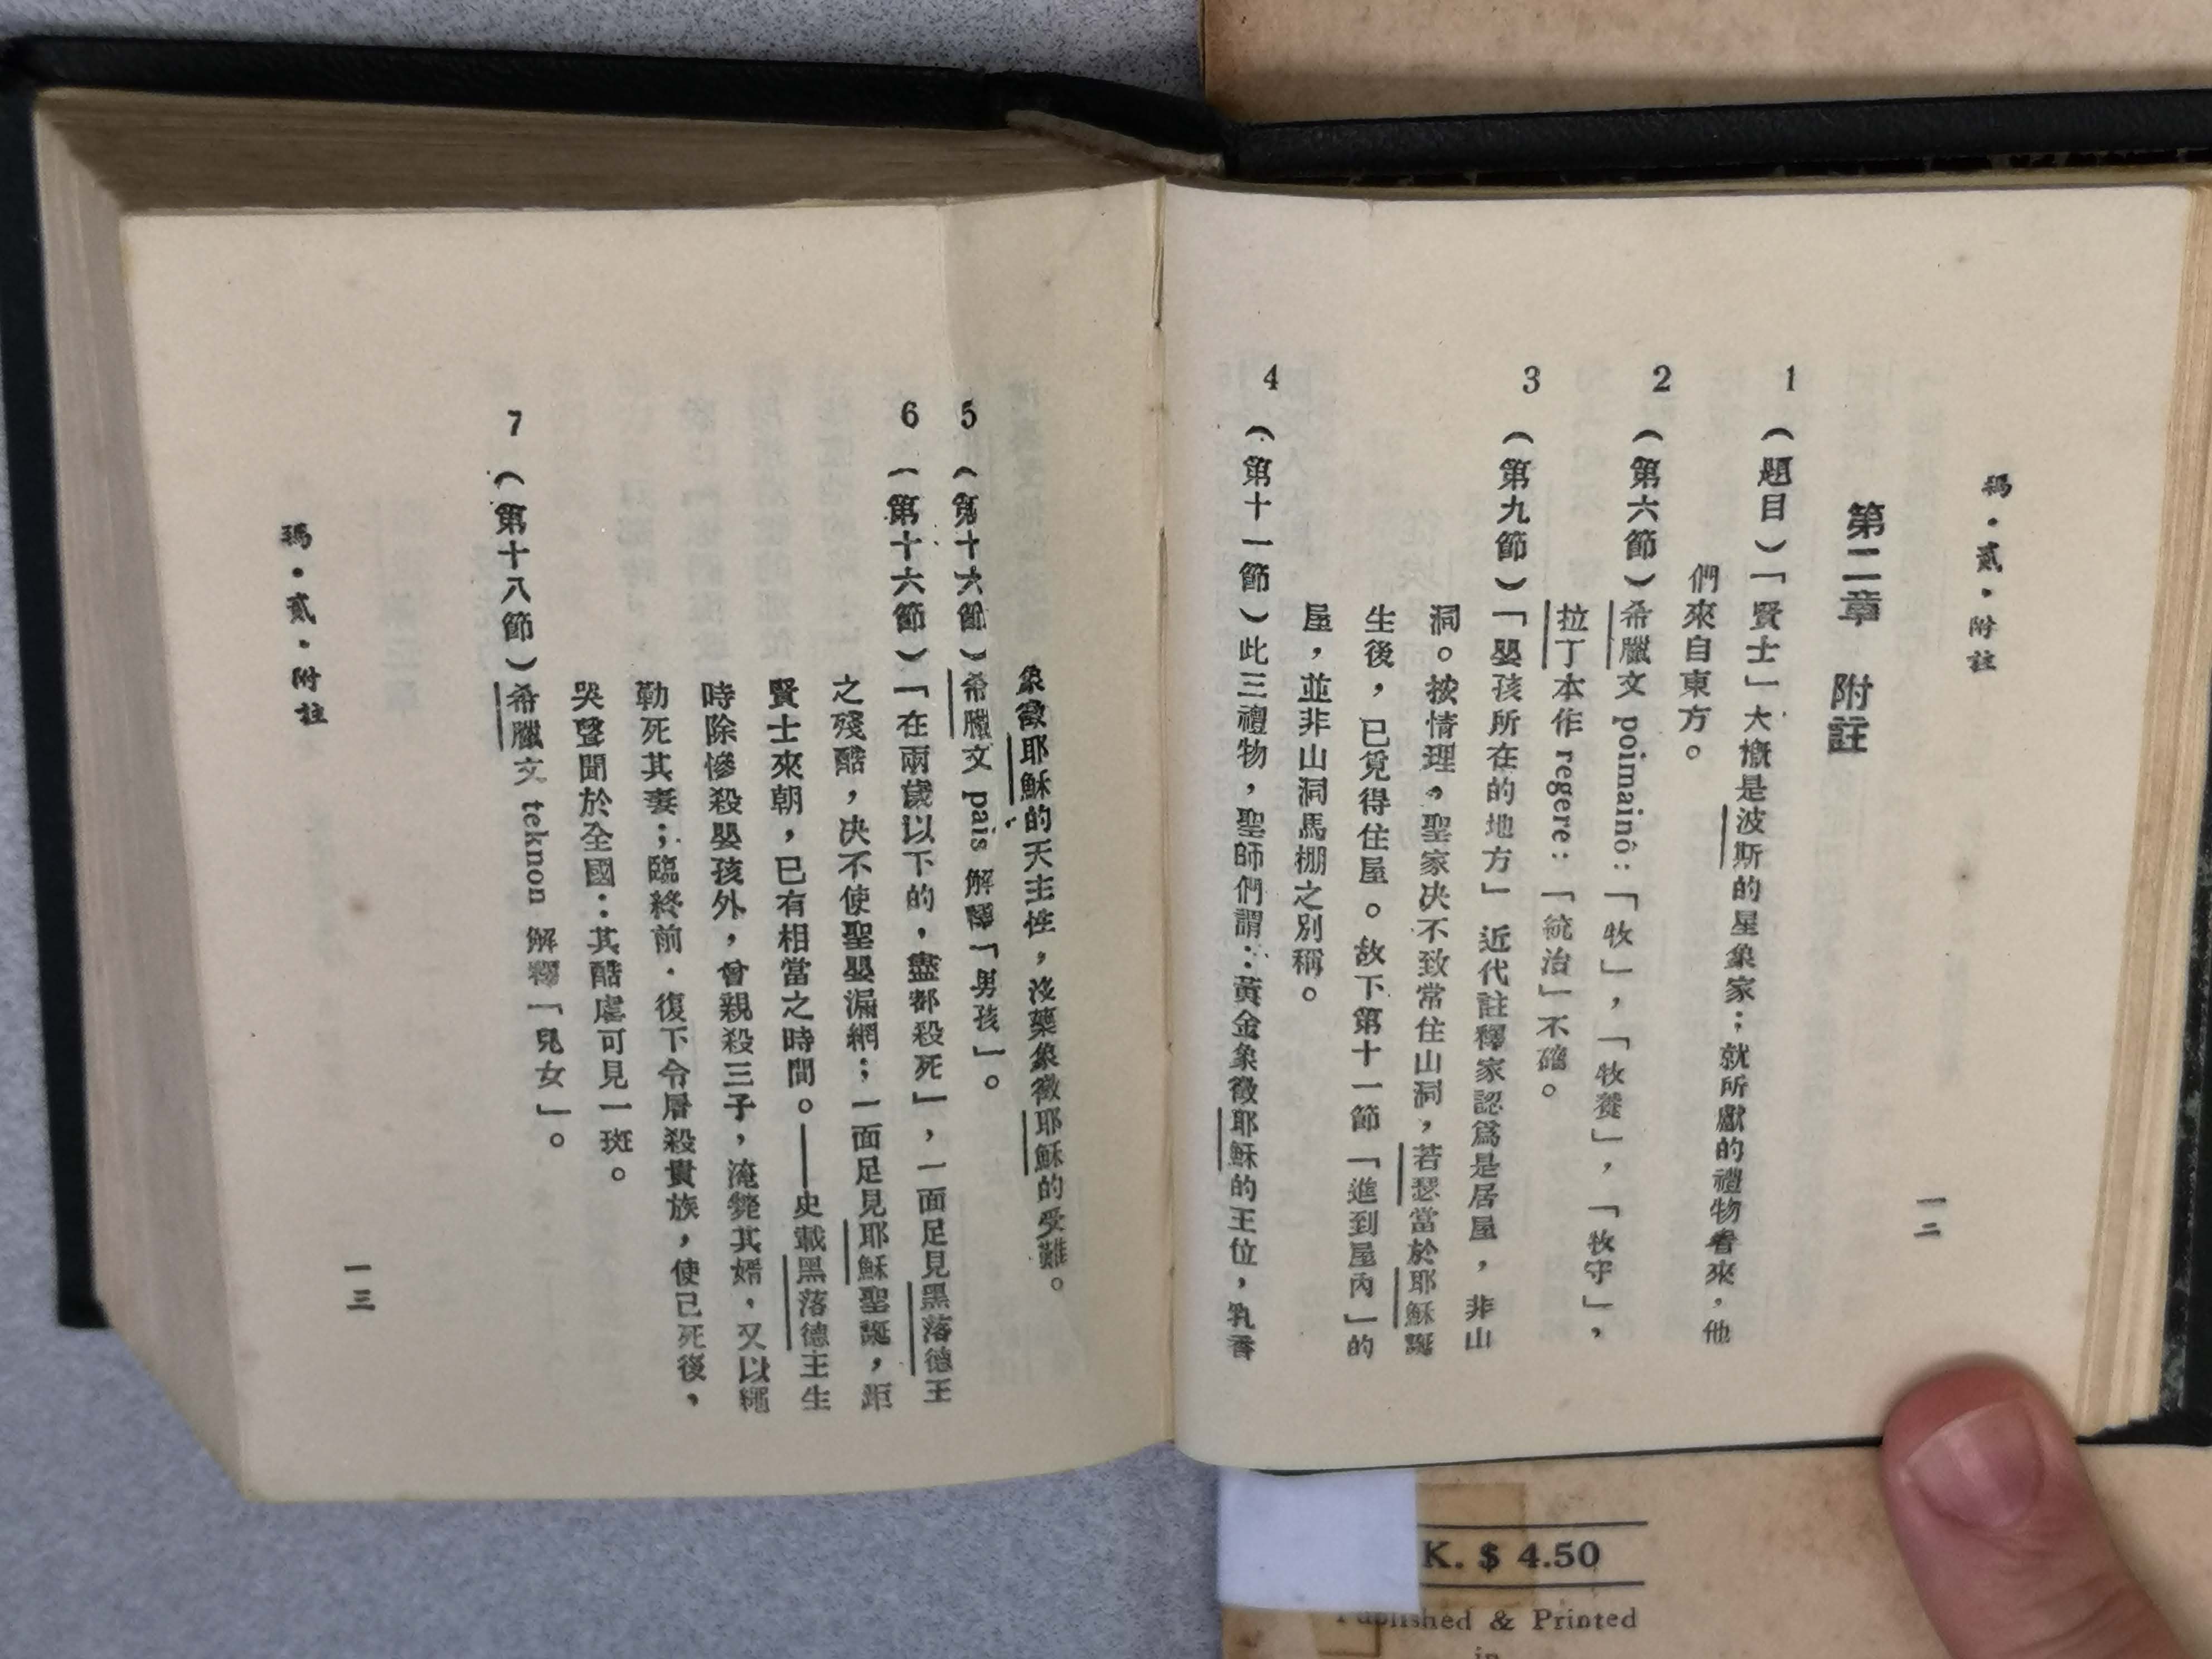 瑪．貳．附註
一二
第二章　附註
1（題目）「賢士」大槪是波斯的星象家；就所獻的禮物看來，他
們來自東方。
2（第六節）希臘文 poimainô:「牧」，「牧養」，「牧守」，
拉丁本作 regere:「統治」不確。
3（第九節）「嬰孩所在的地方」近代註釋家認爲是居屋，非山
洞。按情理，聖家决不致常住山洞，若瑟當於耶穌誕
生後，已覓得住屋。故下第十一節「進到屋內」的
屋，並非山洞馬棚之別稱。
4（第十一節）此三禮物，聖師們謂：黃金象徵耶穌的王位，乳香
象徵耶穌的天主性，沒藥象徵耶穌的受難。
5（第十六節）希臘文 pais 解釋「男孩」。
6（第十六節）「在兩歲以下的，盡都殺死」，一面足見黑落德王
之殘酷，决不使聖嬰漏網；一面足見耶穌聖誕，距
賢士來朝，已有相當之時間。——史載黑落德王生
時除慘殺嬰孩外，曾親殺三子，淹斃其婿，又以繩
勒死其妻；臨終前．復下令屠殺貴族，使己死後，
哭聲聞於全國：其酷虐可見一斑。
7（第十八節）希臘文 teknon 解釋「兒女」。
瑪．貳．附註
一三
K. $ 4.50
Published & Printed
in